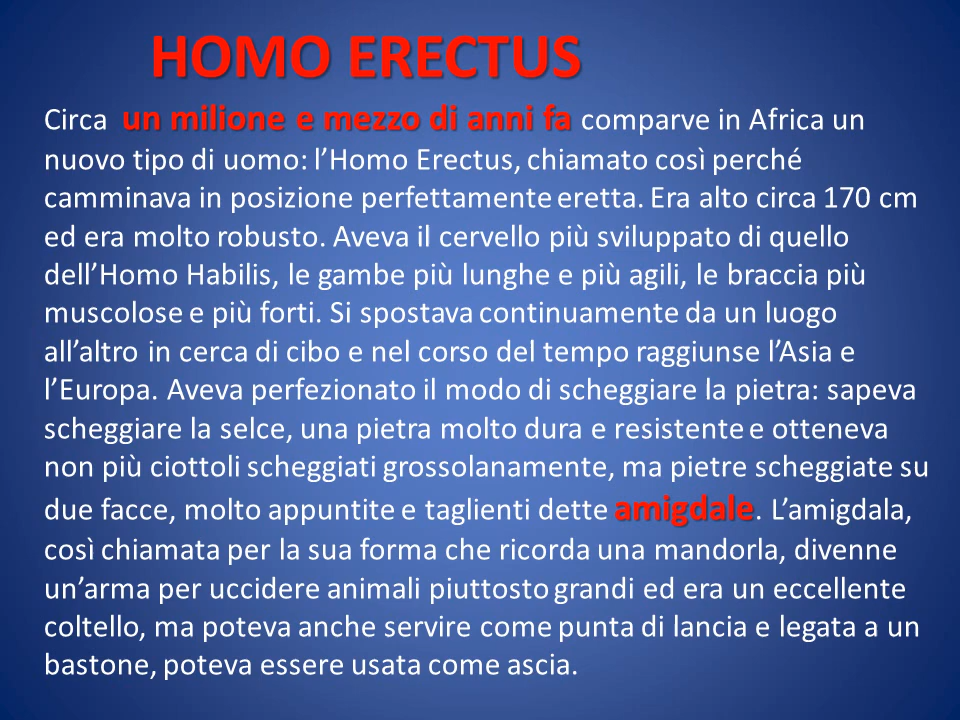 HOMO ERECTUS
Circa un milione e mezzo di anni fa comparve in Africa un
nuovo tipo di uomo: l’Homo Erectus, chiamato così perché
camminava in posizione perfettamente eretta. Era alto circa 170 cm
ed era molto robusto. Aveva il cervello più sviluppato di quello
dell’Homo Habilis, le gambe più lunghe e più agili, le braccia più
muscolose e più forti. Si spostava continuamente da un luogo
all’altro in cerca di cibo e nel corso del tempo raggiunse l’Asia e
l’Europa. Aveva perfezionato il modo di scheggiare la pietra: sapeva
scheggiare la selce, una pietra molto dura e resistente e otteneva
non più ciottoli scheggiati grossolanamente, ma pietre scheggiate su
due facce, molto appuntite e taglienti dette amigdale. L’amigdala,
così chiamata per la sua forma che ricorda una mandorla, divenne
un’arma per uccidere animali piuttosto grandi ed era un eccellente
coltello, ma poteva anche servire come punta di lancia e legata a un
bastone, poteva essere usata come ascia.